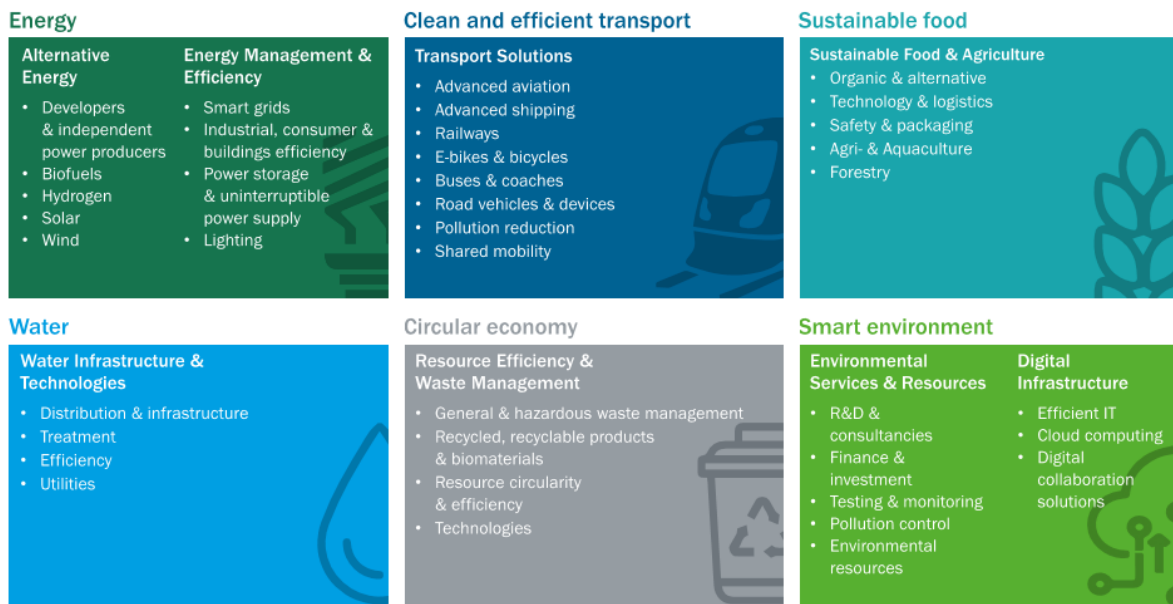 Energy
Alternative
Energy
• Developers
& independent
power producers
• Biofuels
• Hydrogen
• Solar
• Wind
Energy Management &
Efficiency
• Smart grids
• Industrial, consumer &
buildings efficiency
• Power storage
& uninterruptible
power supply
• Lighting
Clean and efficient transport
Transport Solutions
• Advanced aviation
• Advanced shipping
• Railways
• E-bikes & bicycles
• Buses & coaches
• Road vehicles & devices
• Pollution reduction
• Shared mobility
Sustainable food
Sustainable Food & Agriculture
• Organic & alternative
• Technology & logistics
• Safety & packaging
• Agri- & Aquaculture
• Forestry
Water
Water Infrastructure &
Technologies
• Distribution & infrastructure
• Treatment
• Efficiency
• Utilities
Circular economy
Resource Efficiency &
Waste Management
• General & hazardous waste management
• Recycled, recyclable products
& biomaterials
• Resource circularity
& efficiency
• Technologies
Smart environment
Environmental
Services & Resources
• R&D &
consultancies
• Finance &
investment
• Testing & monitoring
• Pollution control
• Environmental
resources
Digital
Infrastructure
• Efficient IT
• Cloud computing
• Digital
collaboration
solutions